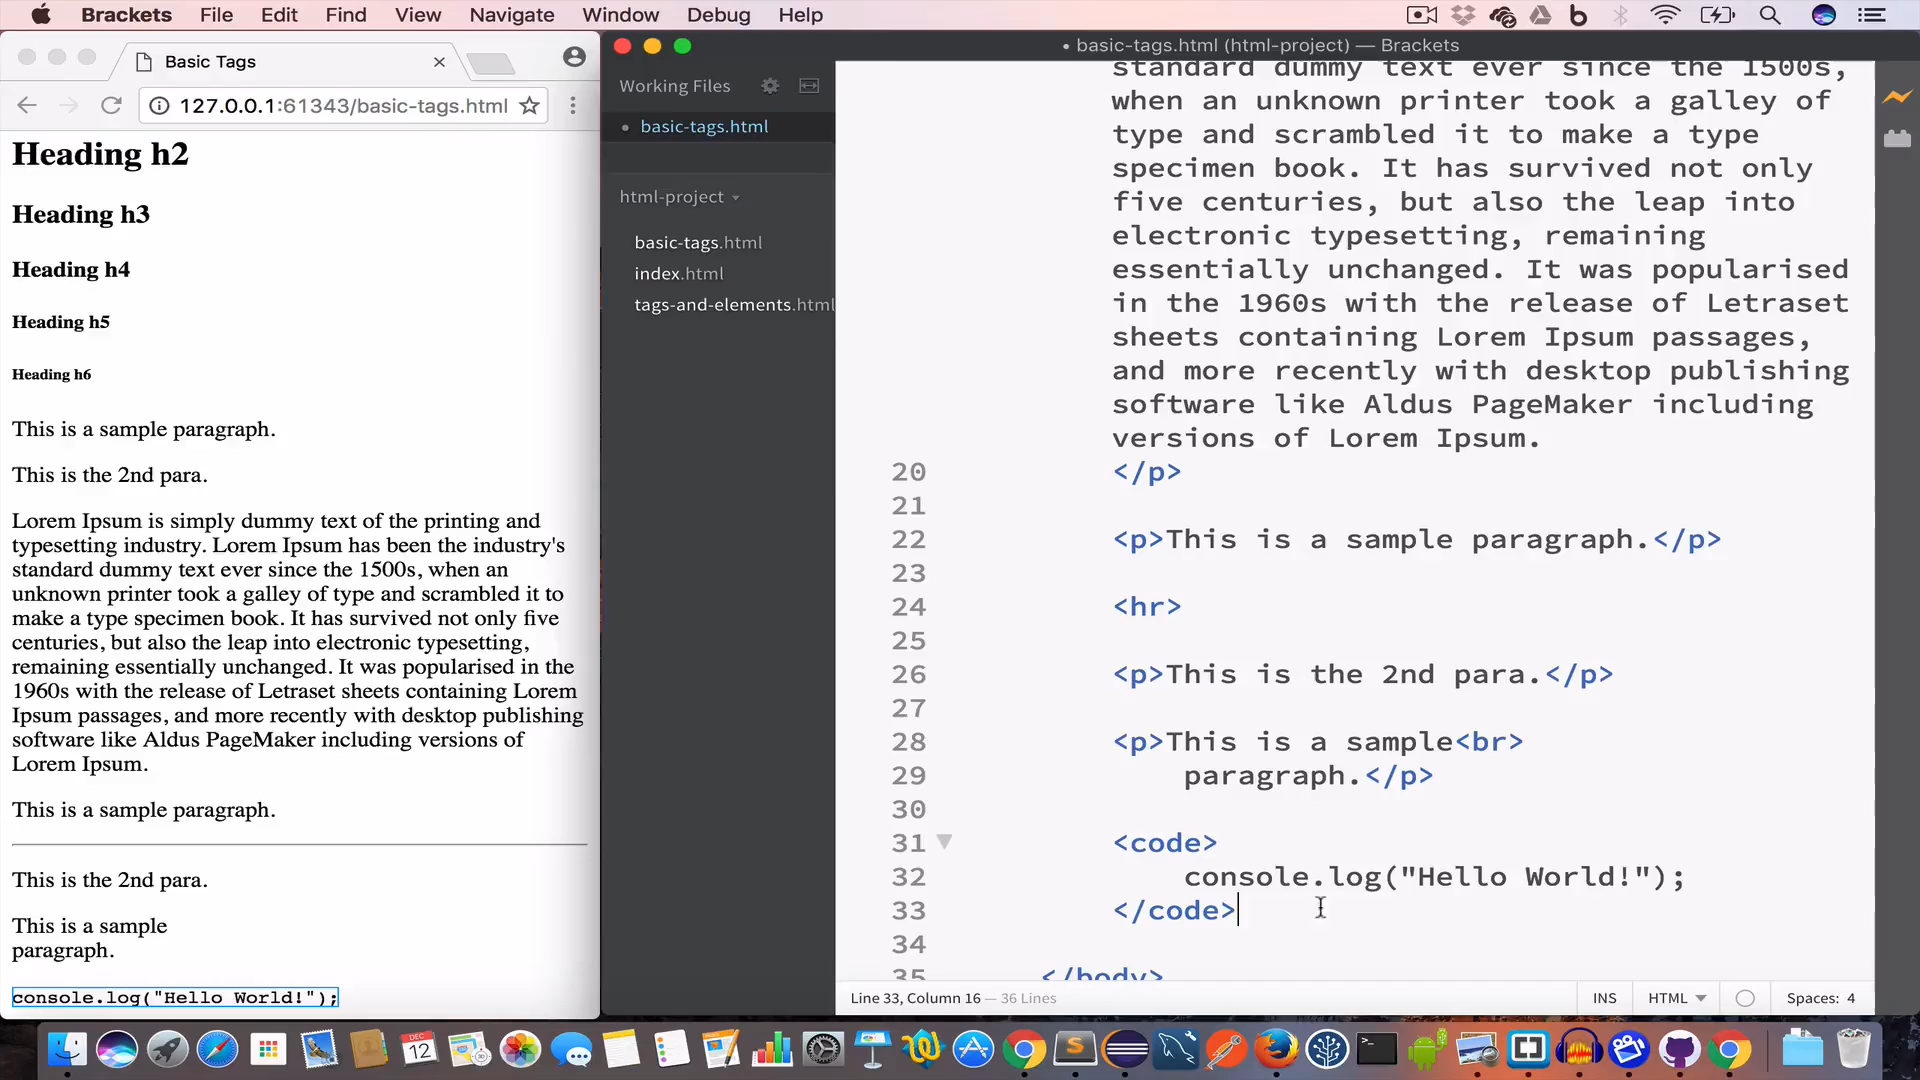 Brackets File Edit Find View Navigate Window Debug Help
Basic Tags
127.0.0.1:61343/basic-tags.html
Heading h2
Heading h3
Heading h4
Heading h5
Heading h6
This is a sample paragraph.
This is the 2nd para.
Lorem Ipsum is simply dummy text of the printing and
typesetting industry. Lorem Ipsum has been the industry's
standard dummy text ever since the 1500s, when an
unknown printer took a galley of type and scrambled it to
make a type specimen book. It has survived not only five
centuries, but also the leap into electronic typesetting,
remaining essentially unchanged. It was popularised in the
1960s with the release of Letraset sheets containing Lorem
Ipsum passages, and more recently with desktop publishing
software like Aldus PageMaker including versions of
Lorem Ipsum.
This is a sample paragraph.
This is the 2nd para.
This is a sample
paragraph.
console.log("Hello World!");
• basic-tags.html (html-project) — Brackets
Working Files
basic-tags.html
html-project
basic-tags.html
index.html
tags-and-elements.html
standard dummy text ever since the 1500s,
when an unknown printer took a galley of
type and scrambled it to make a type
specimen book. It has survived not only
five centuries, but also the leap into
electronic typesetting, remaining
essentially unchanged. It was popularised
in the 1960s with the release of Letraset
sheets containing Lorem Ipsum passages,
and more recently with desktop publishing
software like Aldus PageMaker including
versions of Lorem Ipsum.
20 </p>
21
22 <p>This is a sample paragraph.</p>
23
24 <hr>
25
26 <p>This is the 2nd para.</p>
27
28 <p>This is a sample<br>
29 paragraph.</p>
30
31 <code>
32 console.log("Hello World!");
33 </code>
34
35 </body>
Line 33, Column 16 — 36 Lines INS HTML Spaces: 4
DEC
12